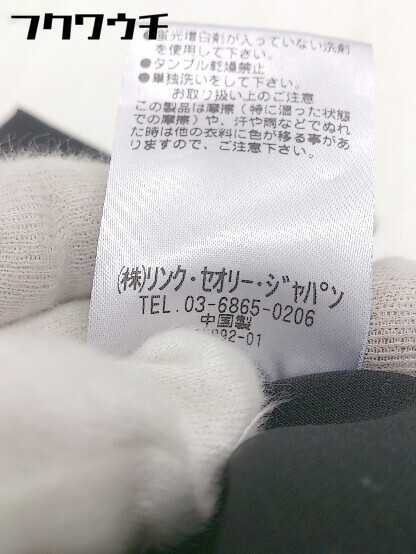 フクワウチ
●蛍光増白剤が入っていない洗剤
を使用して下さい。
●タンブル乾燥禁止
●単独洗いをして下さい。
お取り扱い上のご注意
この製品は摩擦(特に湿った状態
での摩擦)や、汗や雨などでぬれ
た時は他の衣料に色が移る事があ
りますので、ご注意下さい。
(株)リンク・セオリー・ジャパン
TEL.03-6865-0206
中国製
92-01